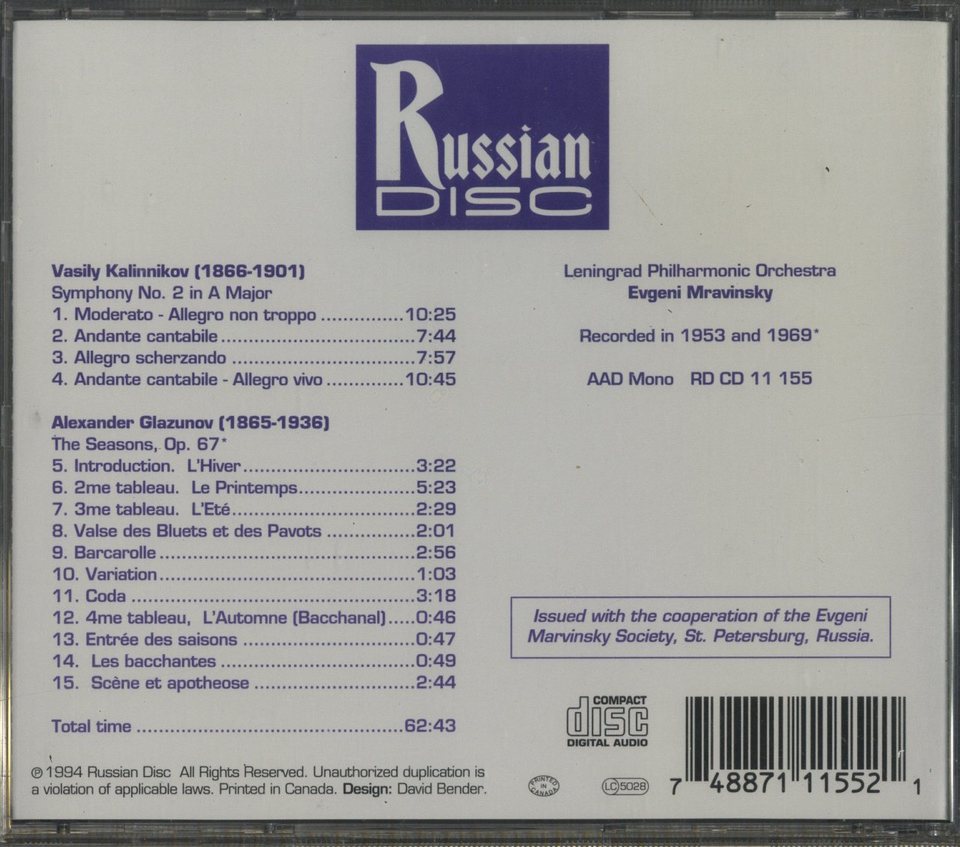 Russian
DISC
Vasily Kalinnikov (1866-1901)
Symphony No. 2 in A Major
1. Moderato - Allegro non troppo ...............10:25
2. Andante cantabile ....................................7:44
3. Allegro scherzando ..................................7:57
4. Andante cantabile - Allegro vivo ..............10:45
Alexander Glazunov (1865-1936)
The Seasons, Op. 67*
5. Introduction. L'Hiver................................3:22
6. 2me tableau. Le Printemps.....................5:23
7. 3me tableau. L'Eté..................................2:29
8. Valse des Bluets et des Pavots ................2:01
9. Barcarolle ...............................................2:56
10. Variation...............................................1:03
11. Coda ....................................................3:18
12. 4me tableau, L'Automne (Bacchanal).....0:46
13. Entrée des saisons ................................0:47
14. Les bacchantes ....................................0:49
15. Scène et apotheose ..............................2:44
Total time .................................................62:43
℗1994 Russian Disc All Rights Reserved. Unauthorized duplication is
a violation of applicable laws. Printed in Canada. Design: David Bender.
Leningrad Philharmonic Orchestra
Evgeni Mravinsky
Recorded in 1953 and 1969*
AAD Mono RD CD 11 155
Issued with the cooperation of the Evgeni
Marvinsky Society, St. Petersburg, Russia.
COMPACT
disc
DIGITAL AUDIO
PRINTED
IN
CANADA
LC 5028
7 48871 11552 1